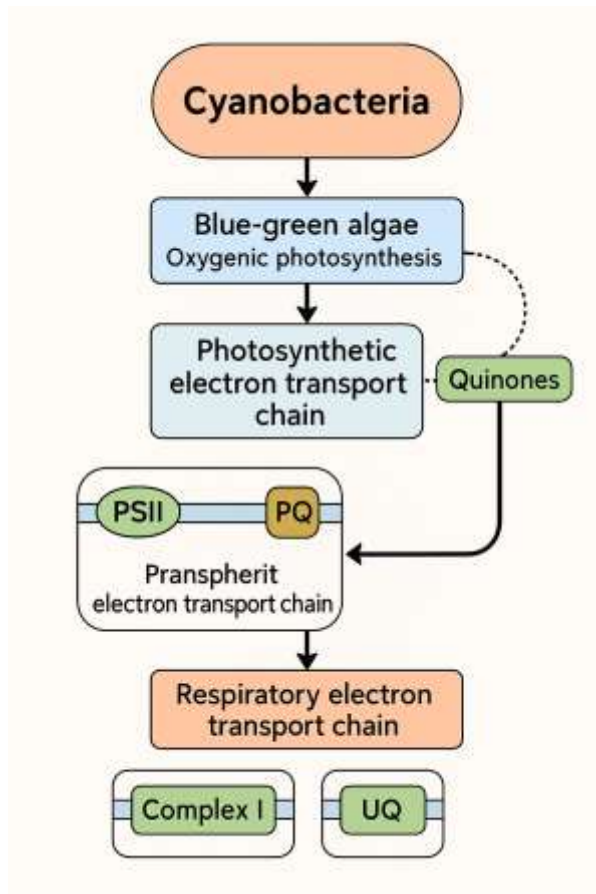 Cyanobacteria
Blue-green algae
Oxygenic photosynthesis
Photosynthetic
electron transport
chain
Quinones
PSII
PQ
Pranspherit
electron transport chain
Respiratory electron
transport chain
Complex I
UQ